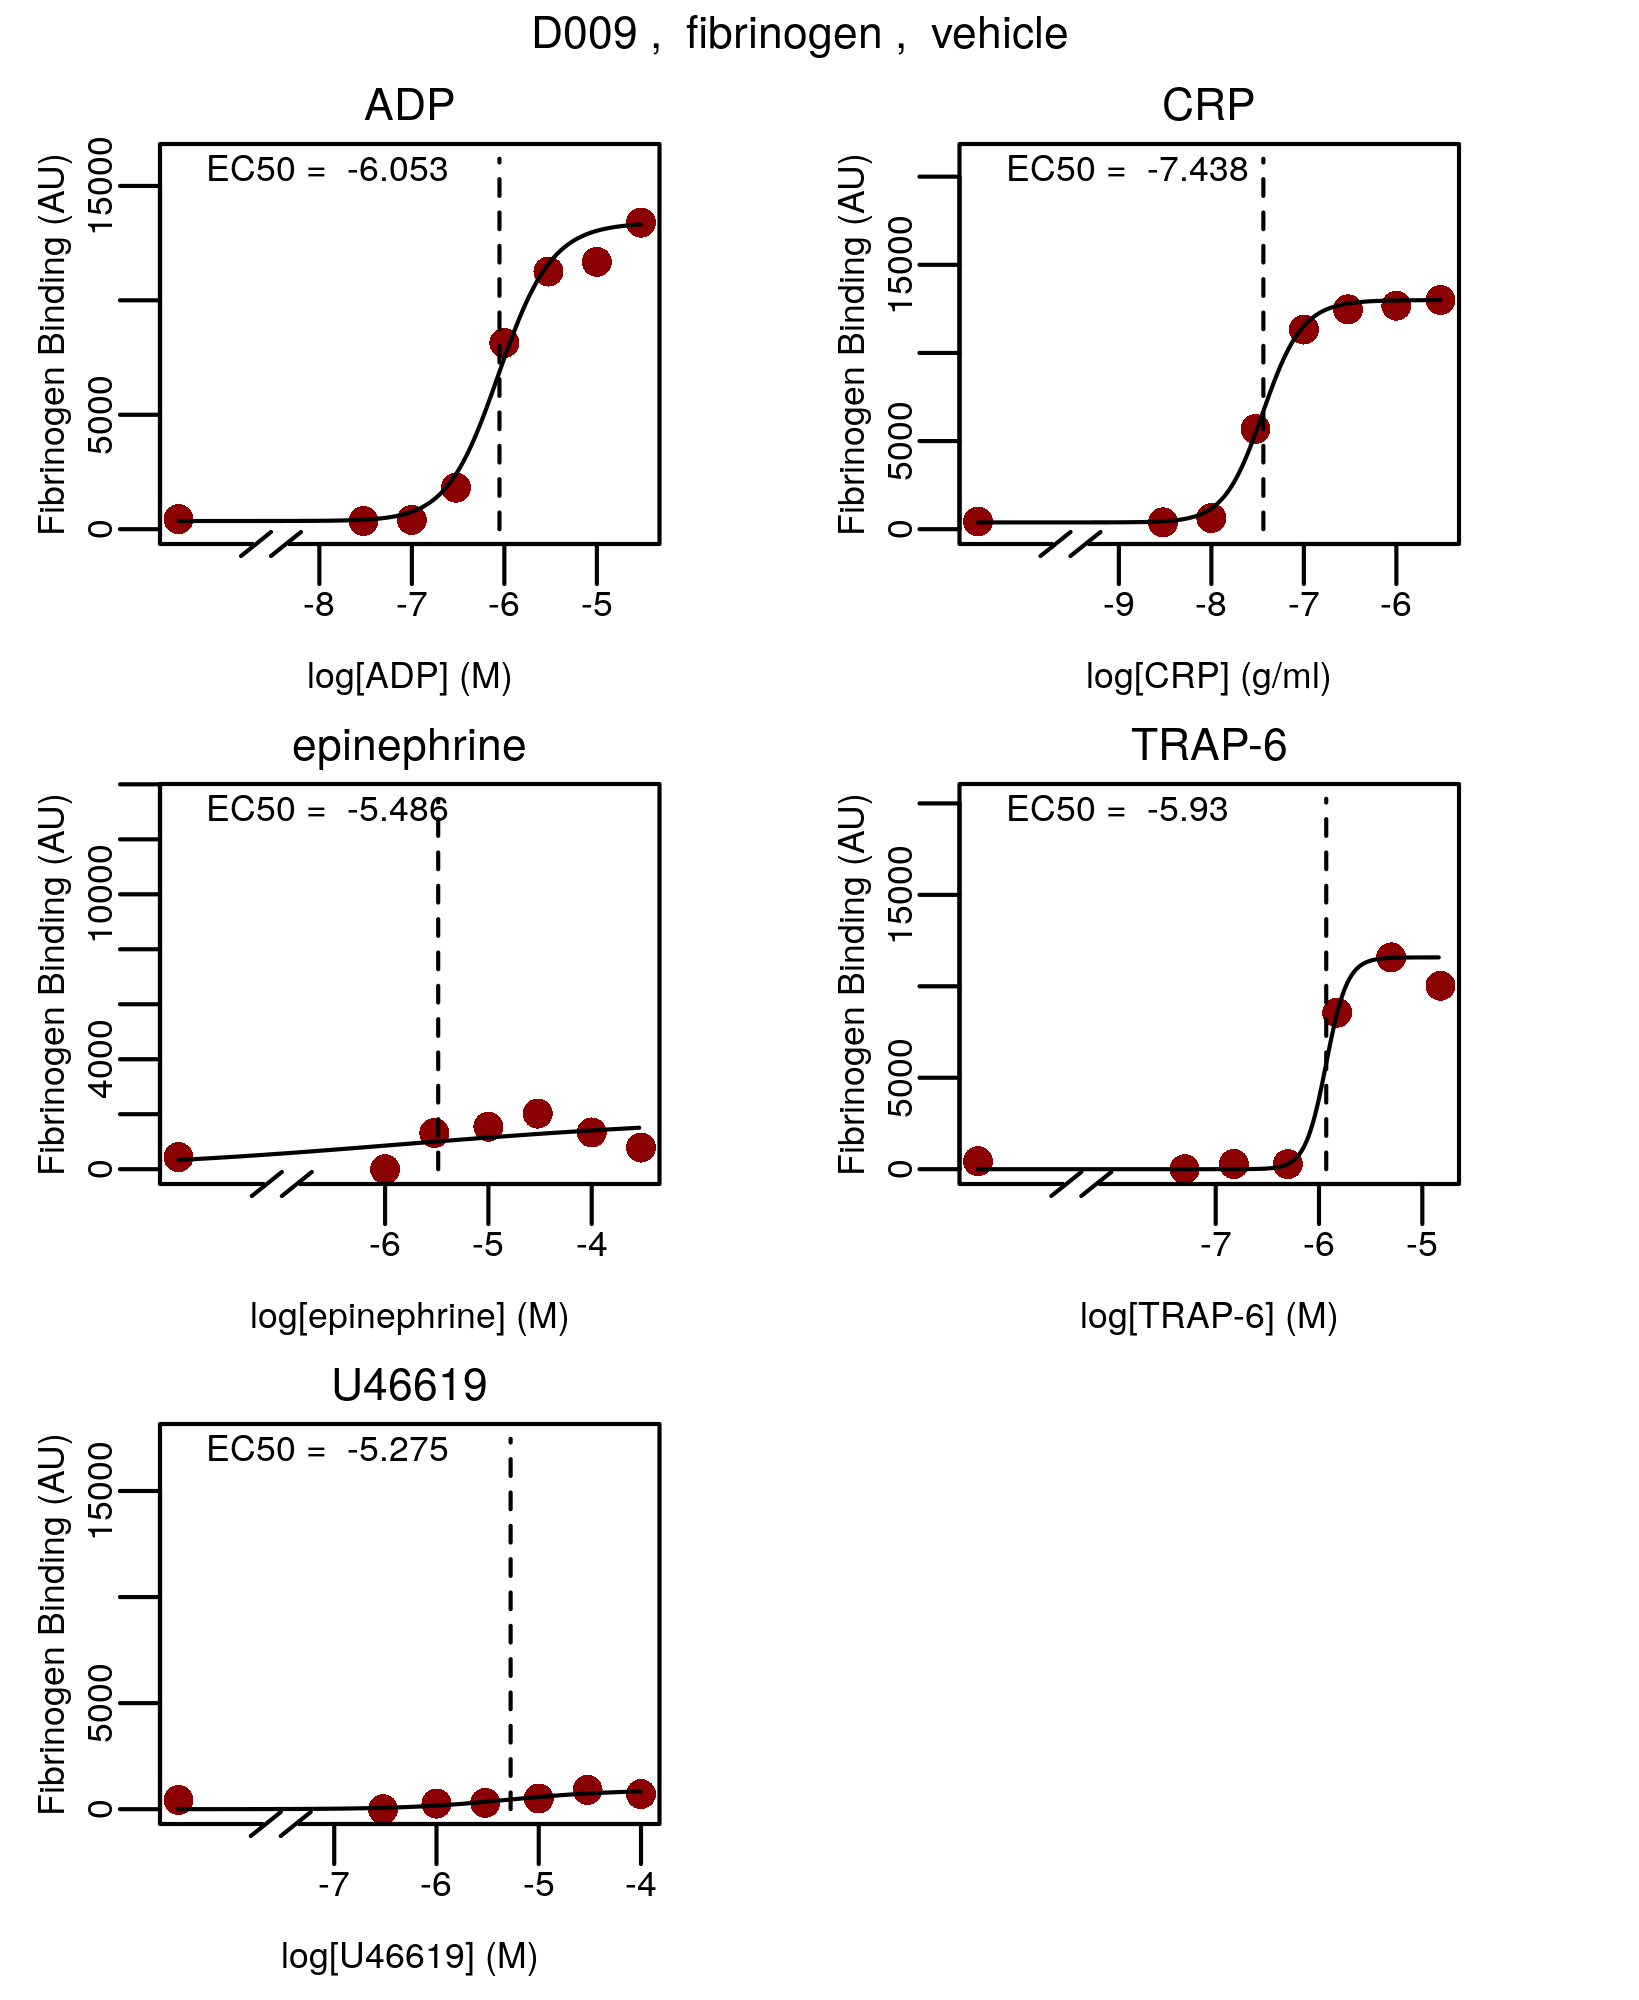 D009 , fibrinogen , vehicle
ADP
EC50 = -6.053
Fibrinogen Binding (AU)
0 5000 15000
-8 -7 -6 -5
log[ADP] (M)
CRP
EC50 = -7.438
Fibrinogen Binding (AU)
0 5000 15000
-9 -8 -7 -6
log[CRP] (g/ml)
epinephrine
EC50 = -5.486
Fibrinogen Binding (AU)
0 4000 10000
-6 -5 -4
log[epinephrine] (M)
TRAP-6
EC50 = -5.93
Fibrinogen Binding (AU)
0 5000 15000
-7 -6 -5
log[TRAP-6] (M)
U46619
EC50 = -5.275
Fibrinogen Binding (AU)
0 5000 15000
-7 -6 -5 -4
log[U46619] (M)